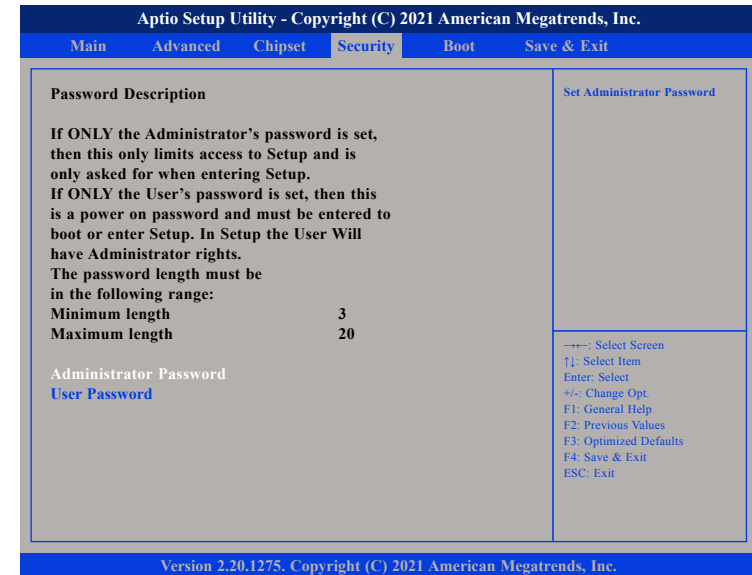 Aptio Setup Utility - Copyright (C) 2021 American Megatrends, Inc.
Main Advanced Chipset Security Boot Save & Exit
Password Description
If ONLY the Administrator's password is set,
then this only limits access to Setup and is
only asked for when entering Setup.
If ONLY the User's password is set, then this
is a power on password and must be entered to
boot or enter Setup. In Setup the User Will
have Administrator rights.
The password length must be
in the following range:
Minimum length 3
Maximum length 20
Administrator Password
User Password
Set Administrator Password
→←: Select Screen
↑↓: Select Item
Enter: Select
+/-: Change Opt.
F1: General Help
F2: Previous Values
F3: Optimized Defaults
F4: Save & Exit
ESC: Exit
Version 2.20.1275. Copyright (C) 2021 American Megatrends, Inc.